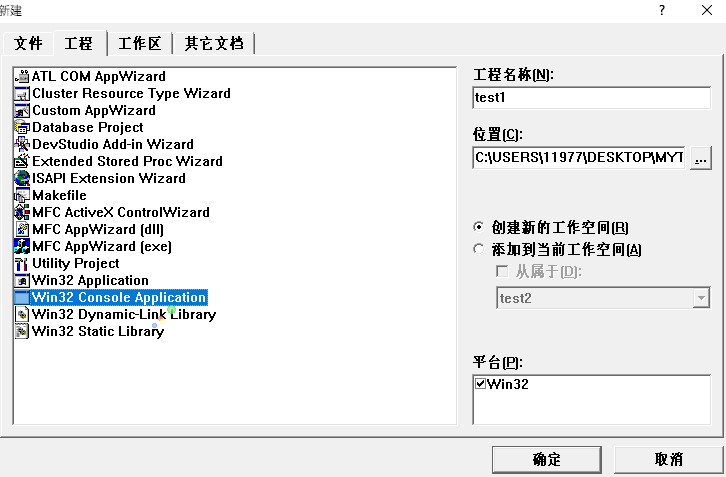 新建
文件 工程 工作区 其它文档
ATL COM AppWizard
Cluster Resource Type Wizard
Custom AppWizard
Database Project
DevStudio Add-in Wizard
Extended Stored Proc Wizard
ISAPI Extension Wizard
Makefile
MFC ActiveX ControlWizard
MFC AppWizard (dll)
MFC AppWizard (exe)
Utility Project
Win32 Application
Win32 Console Application
Win32 Dynamic-Link Library
Win32 Static Library
工程名称(N):
test1
位置(C):
C:\USERS\11977\DESKTOP\MYT
...
创建新的工作空间(R)
添加到当前工作空间(A)
从属于(D):
test2
平台(P):
Win32
确定 取消